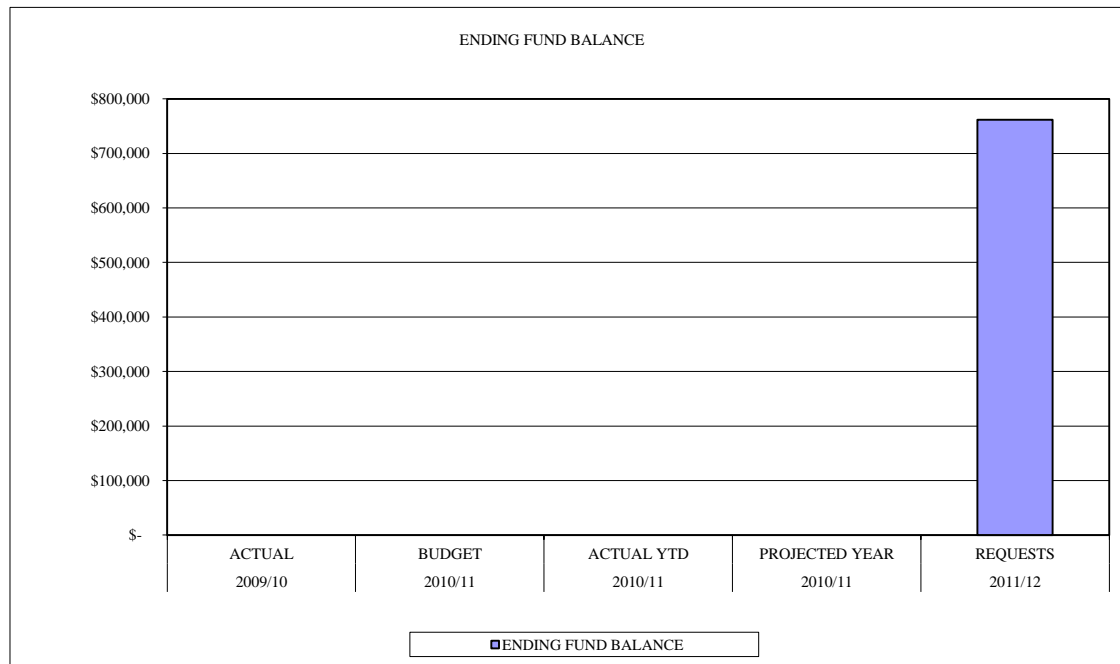 ENDING FUND BALANCE
$800,000
$700,000
$600,000
$500,000
$400,000
$300,000
$200,000
$100,000
$-
ACTUAL BUDGET ACTUAL YTD PROJECTED YEAR REQUESTS
2009/10 2010/11 2010/11 2010/11 2011/12
ENDING FUND BALANCE